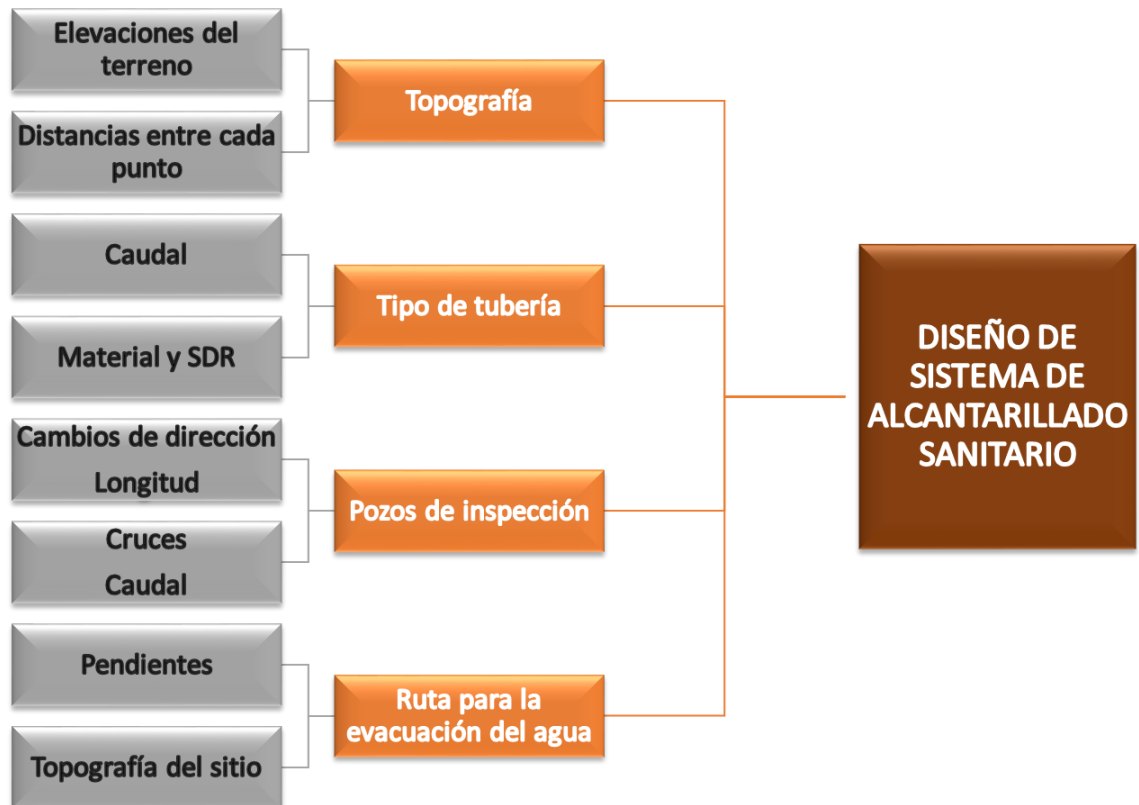 Elevaciones del
terreno
Distancias entre cada
punto
Topografía
Caudal
Material y SDR
Tipo de tubería
Cambios de dirección
Longitud
Cruces
Caudal
Pozos de inspección
Pendientes
Topografía del sitio
Ruta para la
evacuación del agua
DISEÑO DE
SISTEMA DE
ALCANTARILLADO
SANITARIO